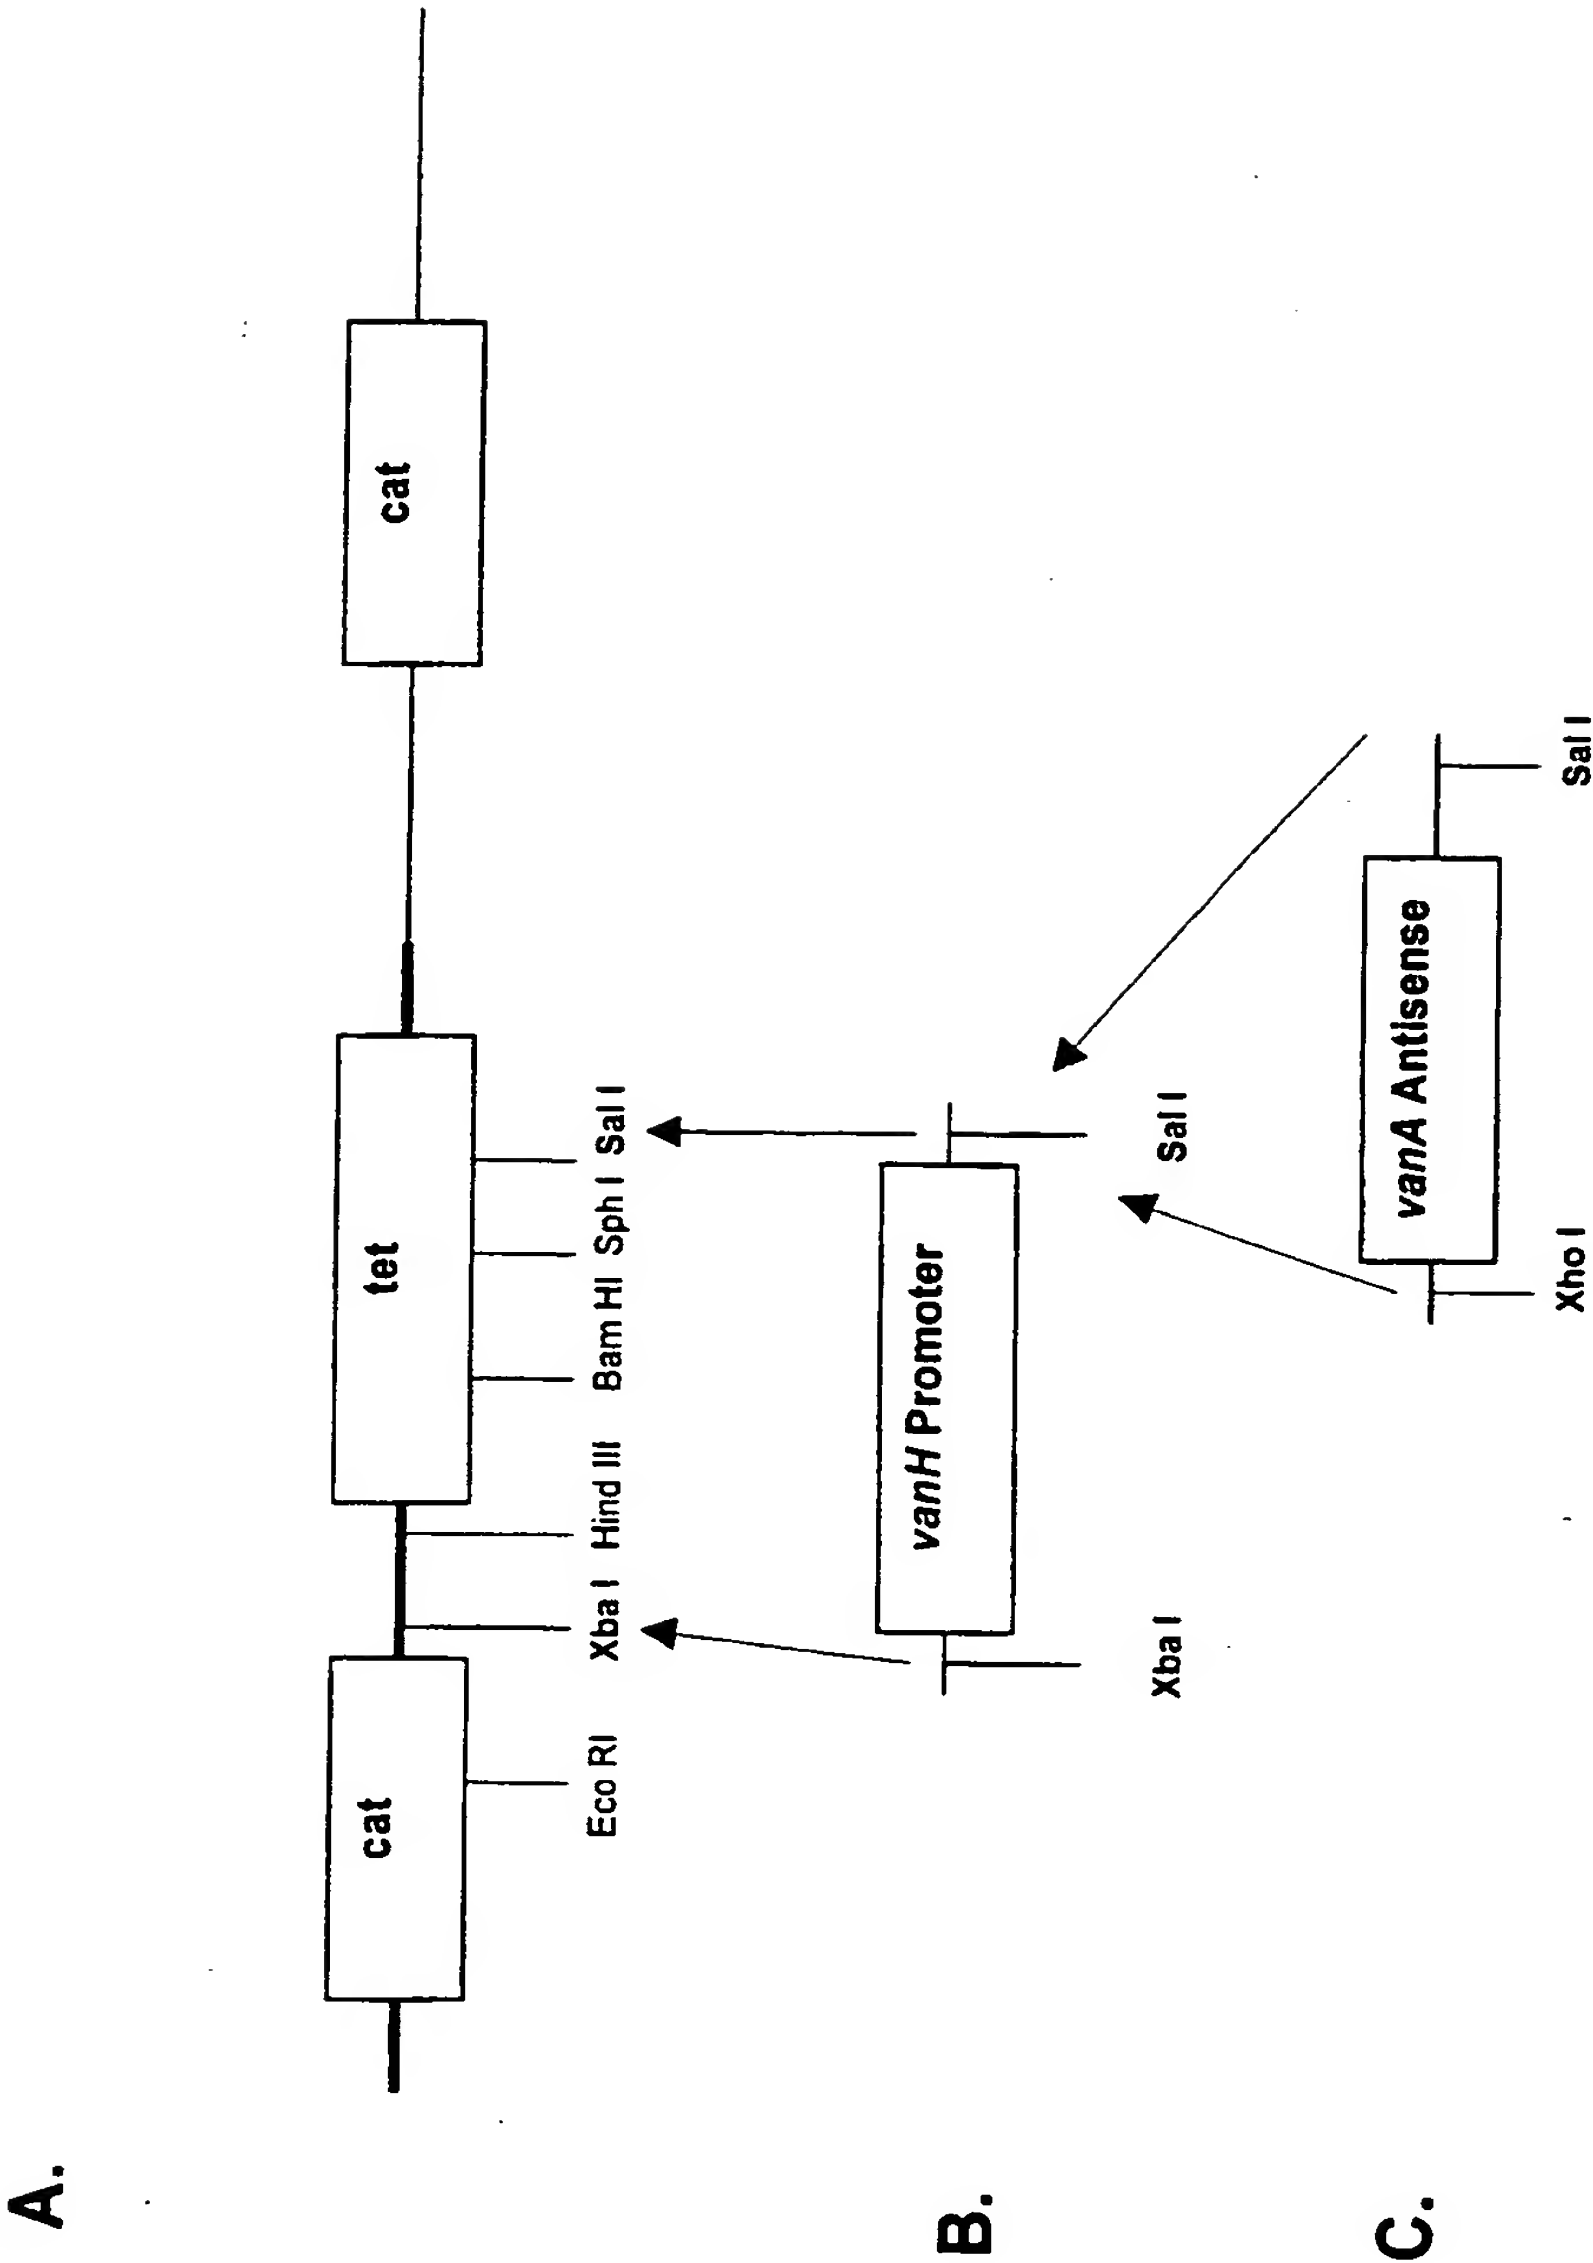 A.
cat
tet
cat
Eco RI
Xba I
Hind III
Bam HI
Sph I
Sal I
B.
vanH Promoter
Xba I
Sal I
C.
vanA Antisense
Xho I
Sal I